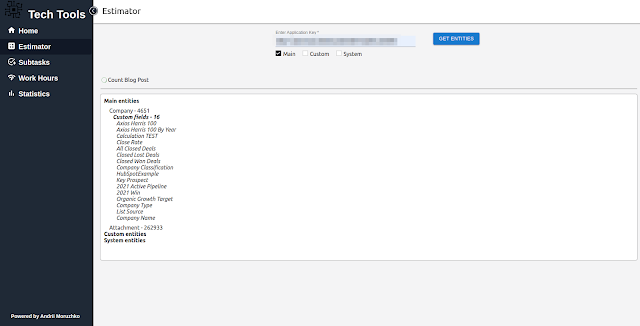 Tech Tools
Estimator
Home
Estimator
Subtasks
Work Hours
Statistics
Enter Application Key *
GET ENTITIES
Main Custom System
Count Blog Post
Main entities
Company - 4651
Custom fields - 16
Axios Harris 100
Axios Harris 100 By Year
Calculation TEST
Close Rate
All Closed Deals
Closed Lost Deals
Closed Won Deals
Company Classification
HubSpotExample
Key Prospect
2021 Active Pipeline
2021 Win
Organic Growth Target
Company Type
List Source
Company Name
Attachment - 262933
Custom entities
System entities
Powered by Andrii Moruzhko